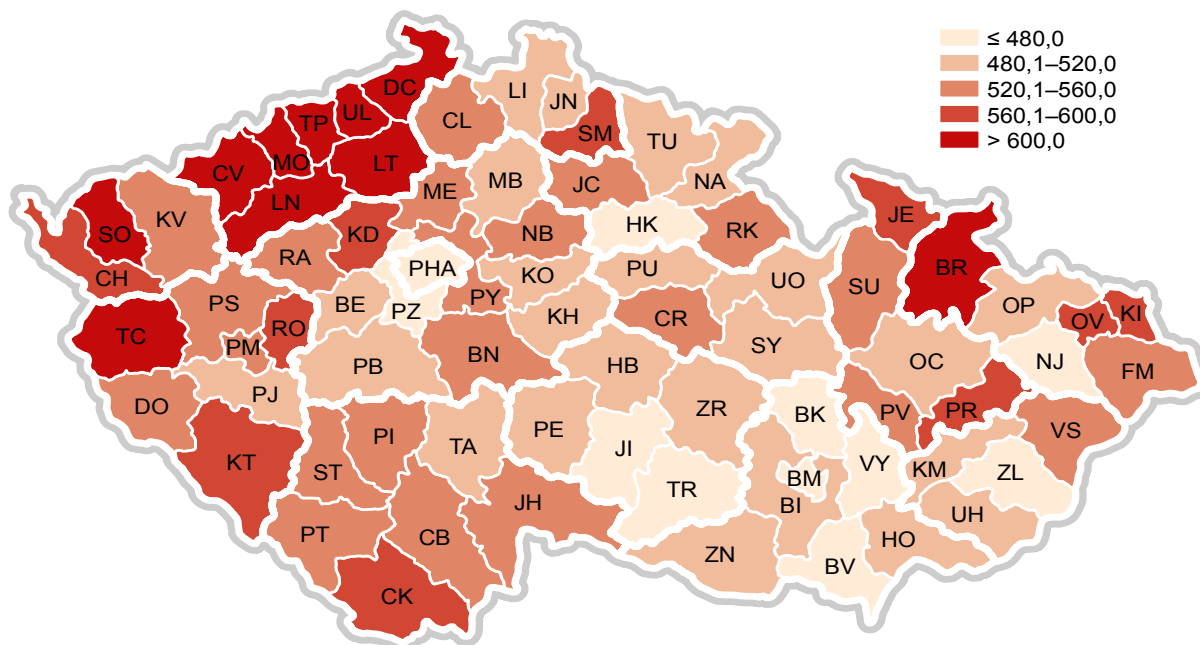 ≤ 480,0
480,1–520,0
520,1–560,0
560,1–600,0
> 600,0
DC
LI
JN
UL
TP
CL
SM
TU
MO
LT
CV
ME
MB
JC
NA
LN
SO
KV
KD
NB
HK
RK
JE
CH
RA
PHA
KO
PU
UO
SU
BR
PS
BE
PZ
PY
KH
CR
OP
OV
KI
TC
RO
PM
BN
HB
SY
OC
NJ
FM
PB
PJ
DO
PI
TA
PE
ZR
BK
PV
PR
VS
KT
ST
JI
VY
KM
ZL
TR
BM
BI
JH
UH
PT
CB
ZN
HO
BV
CK